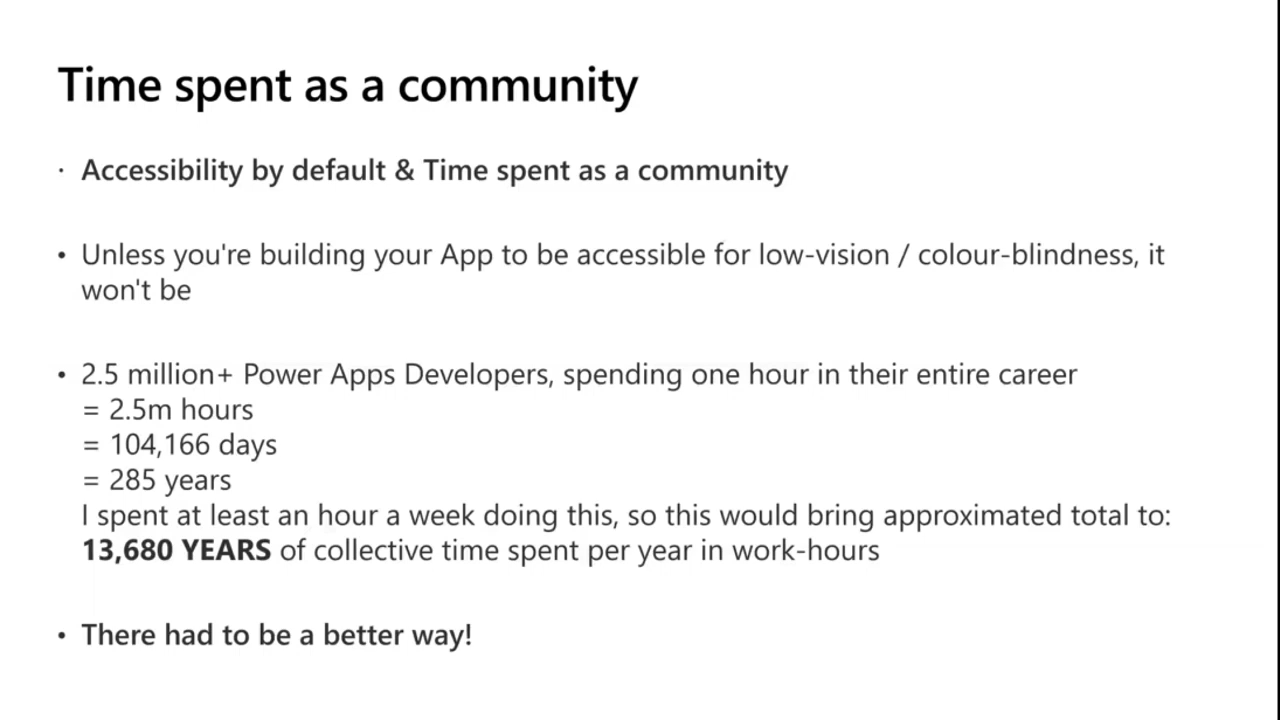 Time spent as a community
· Accessibility by default & Time spent as a community
• Unless you're building your App to be accessible for low-vision / colour-blindness, it
won't be
• 2.5 million+ Power Apps Developers, spending one hour in their entire career
= 2.5m hours
= 104,166 days
= 285 years
I spent at least an hour a week doing this, so this would bring approximated total to:
13,680 YEARS of collective time spent per year in work-hours
• There had to be a better way!